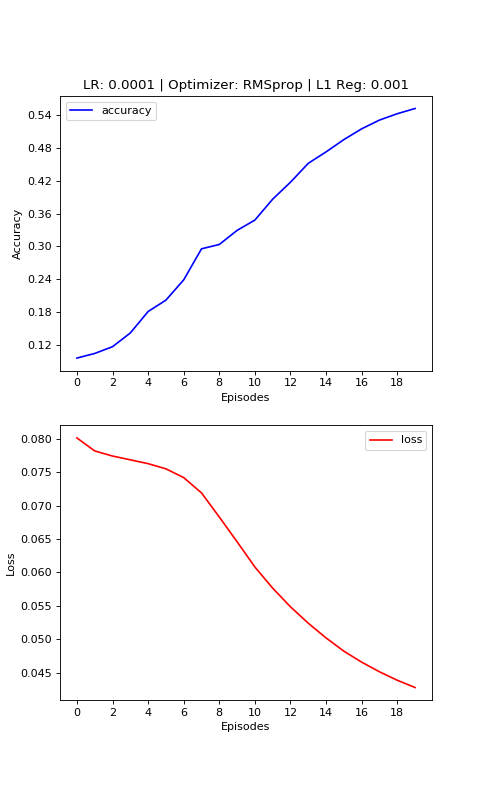 LR: 0.0001 | Optimizer: RMSprop | L1 Reg: 0.001
accuracy
0.54
0.48
0.42
0.36
0.30
0.24
0.18
0.12
Accuracy
0 2 4 6 8 10 12 14 16 18
Episodes
loss
0.080
0.075
0.070
0.065
0.060
0.055
0.050
0.045
Loss
0 2 4 6 8 10 12 14 16 18
Episodes